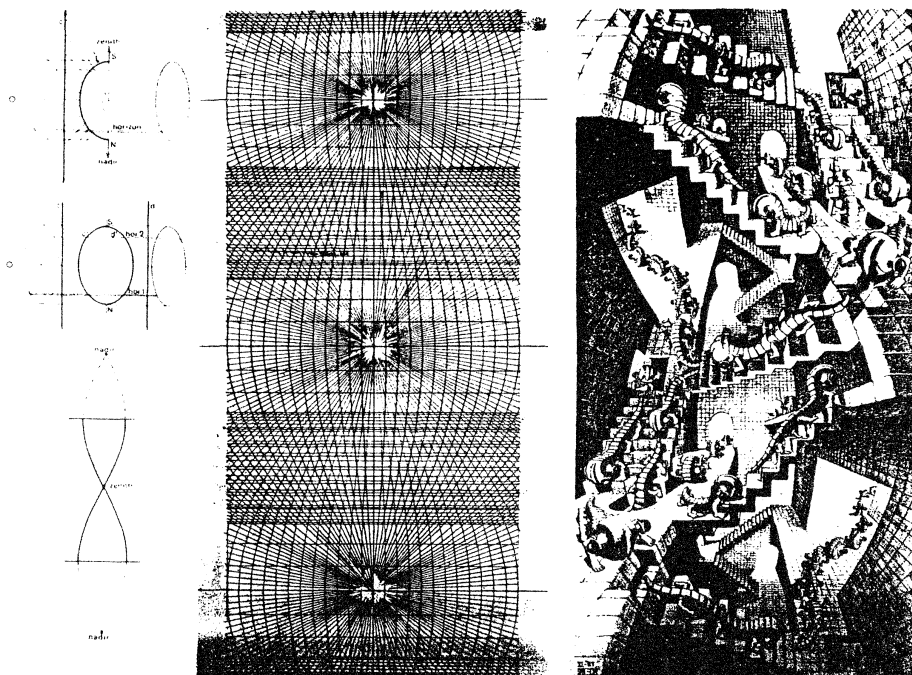 c
zenith
S
horizon
N
nadir
n
S
hor.2
hor.1
N
nadir
zenith
nadir